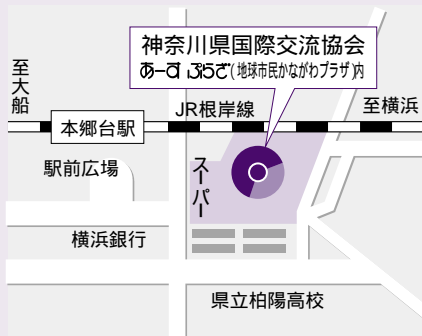 神奈川県国際交流協会
あーすぷらざ(地球市民かながわプラザ)内
至大船
JR根岸線
至横浜
本郷台駅
駅前広場
スーパー
横浜銀行
県立柏陽高校